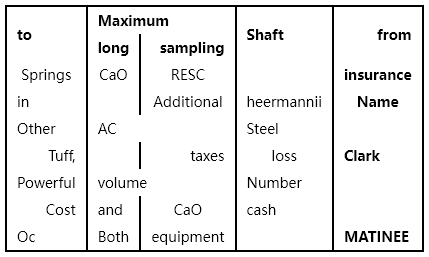 to Maximum Shaft from
long sampling
Springs CaO RESC insurance
in Additional heermannii Name
Other AC Steel
Tuff, taxes loss Clark
Powerful volume Number
Cost and CaO cash
Oc Both equipment MATINEE